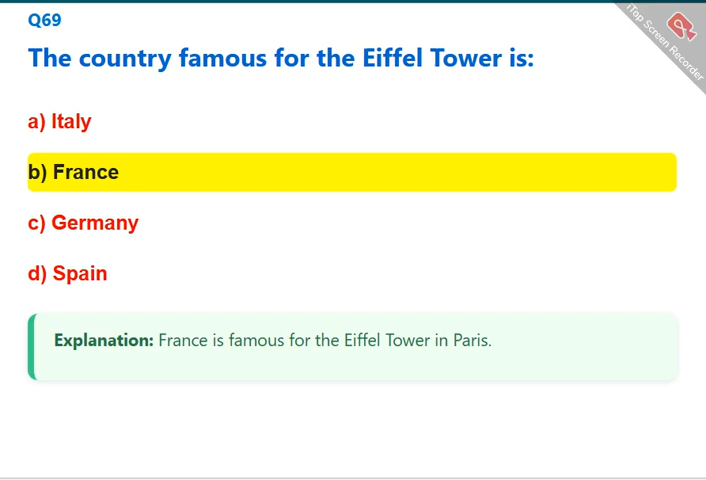 Q69
iTop Screen Recorder
The country famous for the Eiffel Tower is:
a) Italy
b) France
c) Germany
d) Spain
Explanation: France is famous for the Eiffel Tower in Paris.